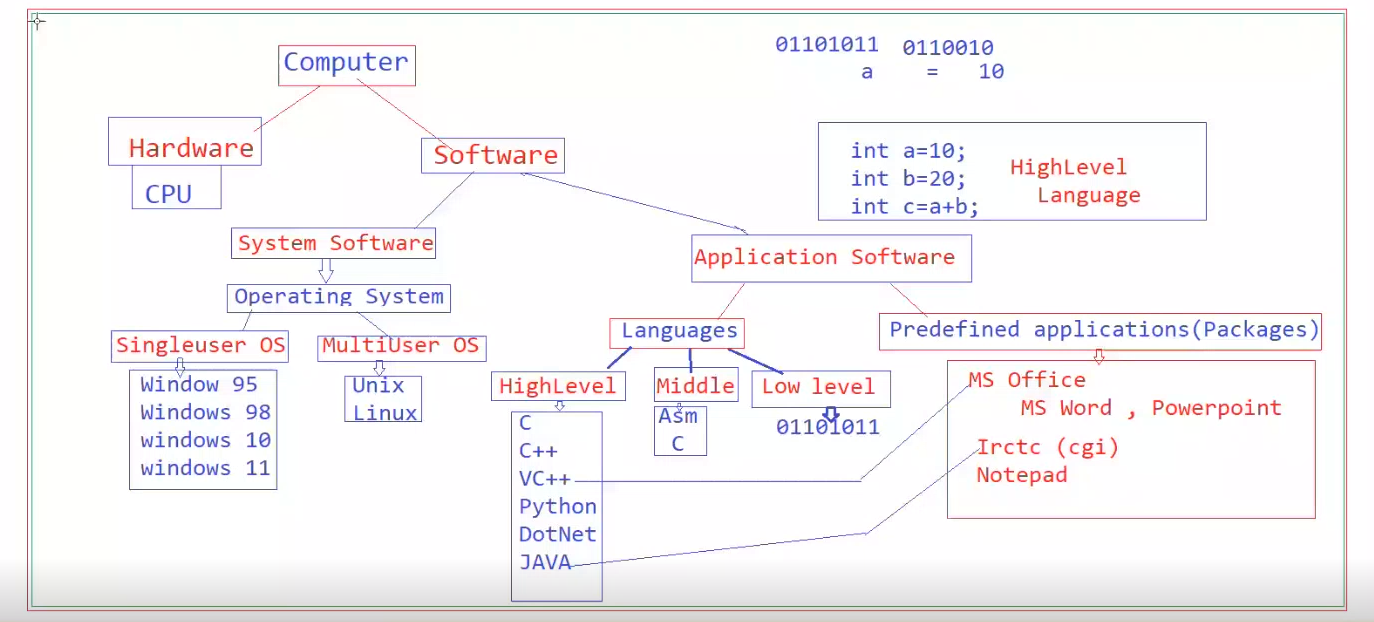 Computer
01101011 0110010
a = 10
Hardware
CPU
Software
int a=10;
int b=20;
int c=a+b;
HighLevel
Language
System Software
Operating System
Singleuser OS
Window 95
Windows 98
windows 10
windows 11
MultiUser OS
Unix
Linux
Application Software
Languages
HighLevel
C
C++
VC++
Python
DotNet
JAVA
Middle
Asm
C
Low level
01101011
Predefined applications(Packages)
MS Office
MS Word , Powerpoint
Irctc (cgi)
Notepad